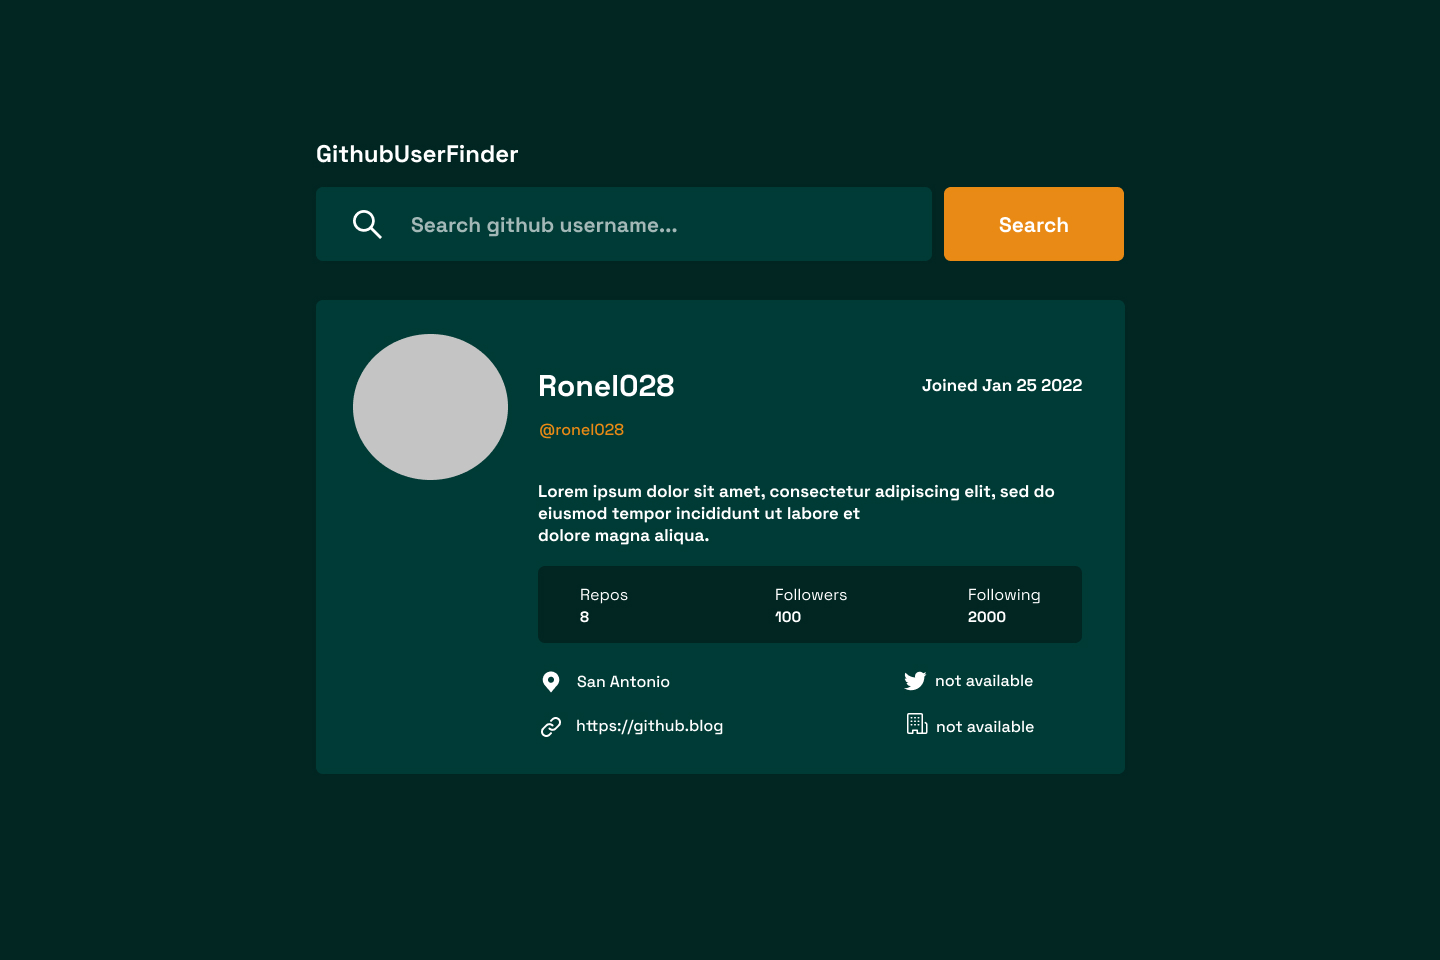 GithubUserFinder
Search github username...
Search
Ronel028
Joined Jan 25 2022
@ronel028
Lorem ipsum dolor sit amet, consectetur adipiscing elit, sed do
eiusmod tempor incididunt ut labore et
dolore magna aliqua.
Repos
8
Followers
100
Following
2000
San Antonio
not available
https://github.blog
not available